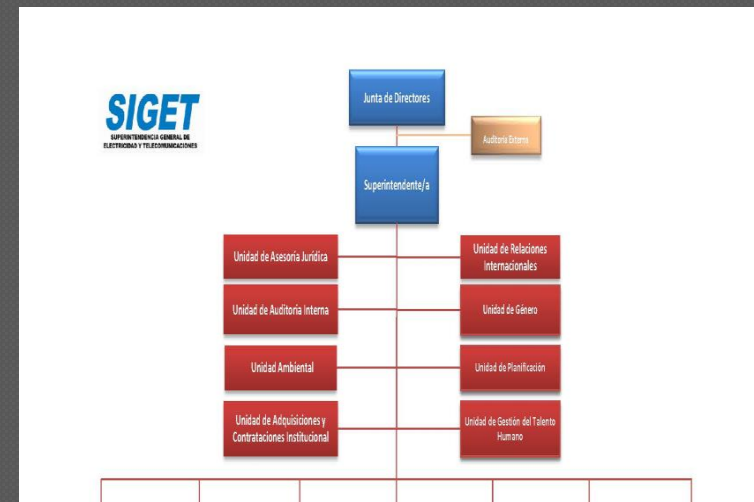 Junta de Directores
SIGET
SUPERINTENDENCIA GENERAL DE
ELECTRICIDAD Y TELECOMUNICACIONES
Auditoría Externa
Superintendente/a
Unidad de Asesoría Jurídica
Unidad de Relaciones
Internacionales
Unidad de Auditoría Interna
Unidad de Género
Unidad Ambiental
Unidad de Planificación
Unidad de Adquisiciones y
Contrataciones Institucional
Unidad de Gestión del Talento
Humano